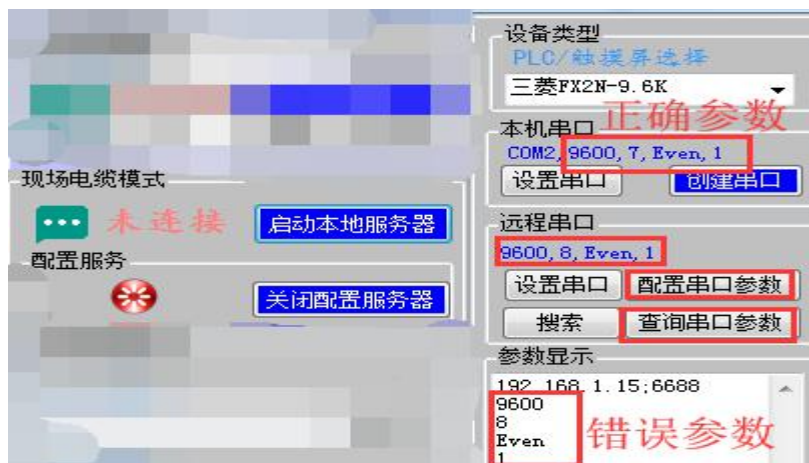 现场电缆模式
未连接
启动本地服务器
配置服务
关闭配置服务器
设备类型
PLC/触摸屏选择
三菱FX2N-9.6K
正确参数
本机串口
COM2,9600,7,Even,1
设置串口
创建串口
远程串口
9600,8,Even,1
设置串口
配置串口参数
搜索
查询串口参数
参数显示
192.168.1.15:6688
9600
8
Even
1
错误参数